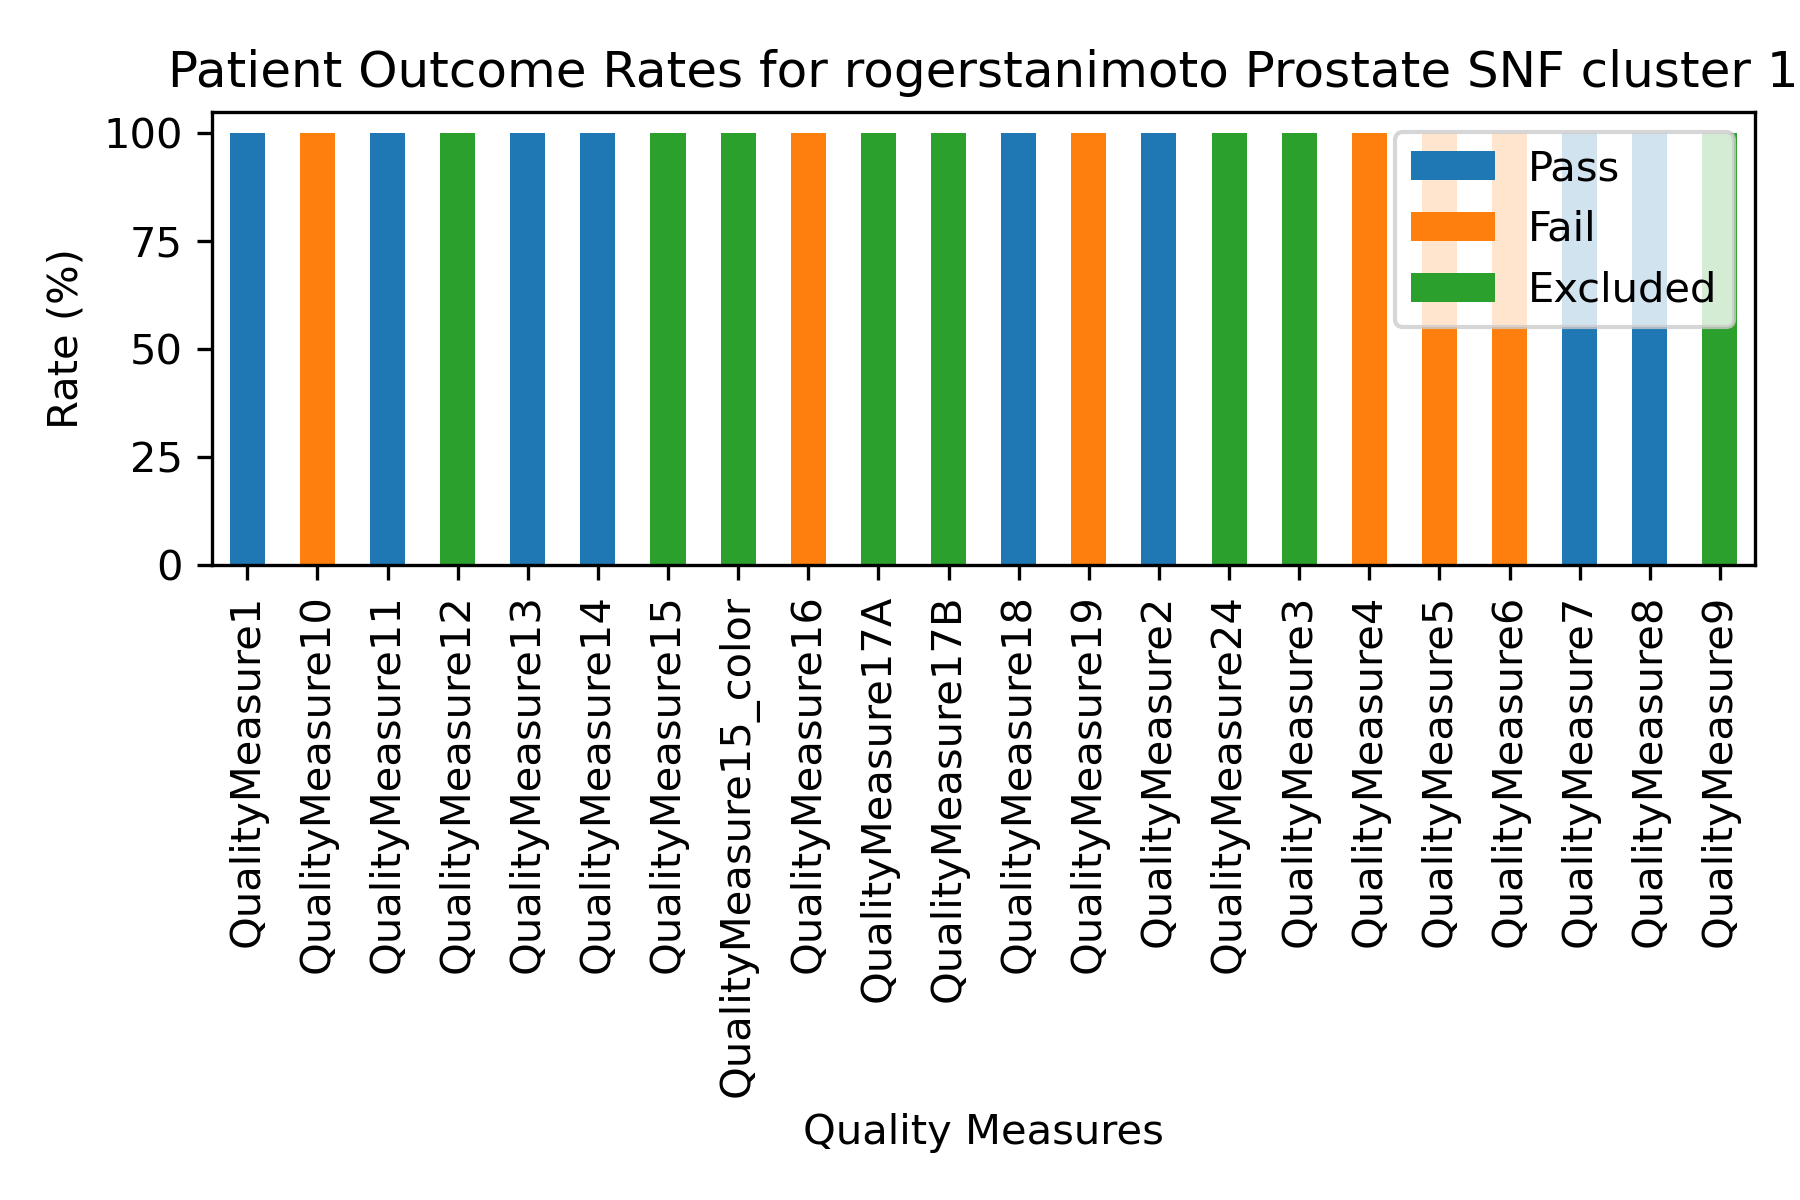 Patient Outcome Rates for rogerstanimoto Prostate SNF cluster 1
Rate (%)
100
75
50
25
0
Pass
Fail
Excluded
QualityMeasure1
QualityMeasure10
QualityMeasure11
QualityMeasure12
QualityMeasure13
QualityMeasure14
QualityMeasure15
QualityMeasure15_color
QualityMeasure16
QualityMeasure17A
QualityMeasure17B
QualityMeasure18
QualityMeasure19
QualityMeasure2
QualityMeasure24
QualityMeasure3
QualityMeasure4
QualityMeasure5
QualityMeasure6
QualityMeasure7
QualityMeasure8
QualityMeasure9
Quality Measures